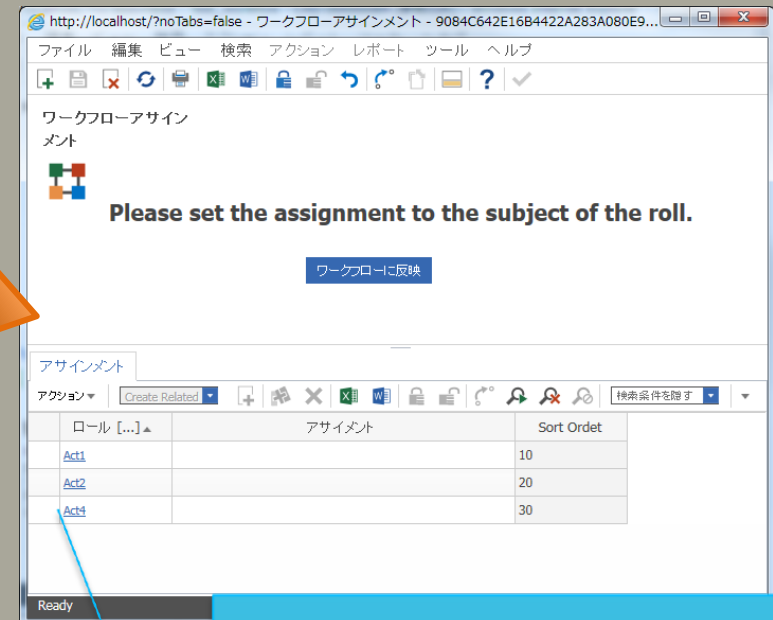 http://localhost/?noTabs=false - ワークフローアサインメント - 9084C642E16B4422A283A080E9...
ファイル 編集 ビュー 検索 アクション レポート ツール ヘルプ
ワークフローアサイン
メント
Please set the assignment to the subject of the roll.
ワークフローに反映
アサインメント
アクション▾ Create Related 検索条件を隠す
ロール [...]▲ アサイメント Sort Ordet
Act1 10
Act2 20
Act4 30
Ready